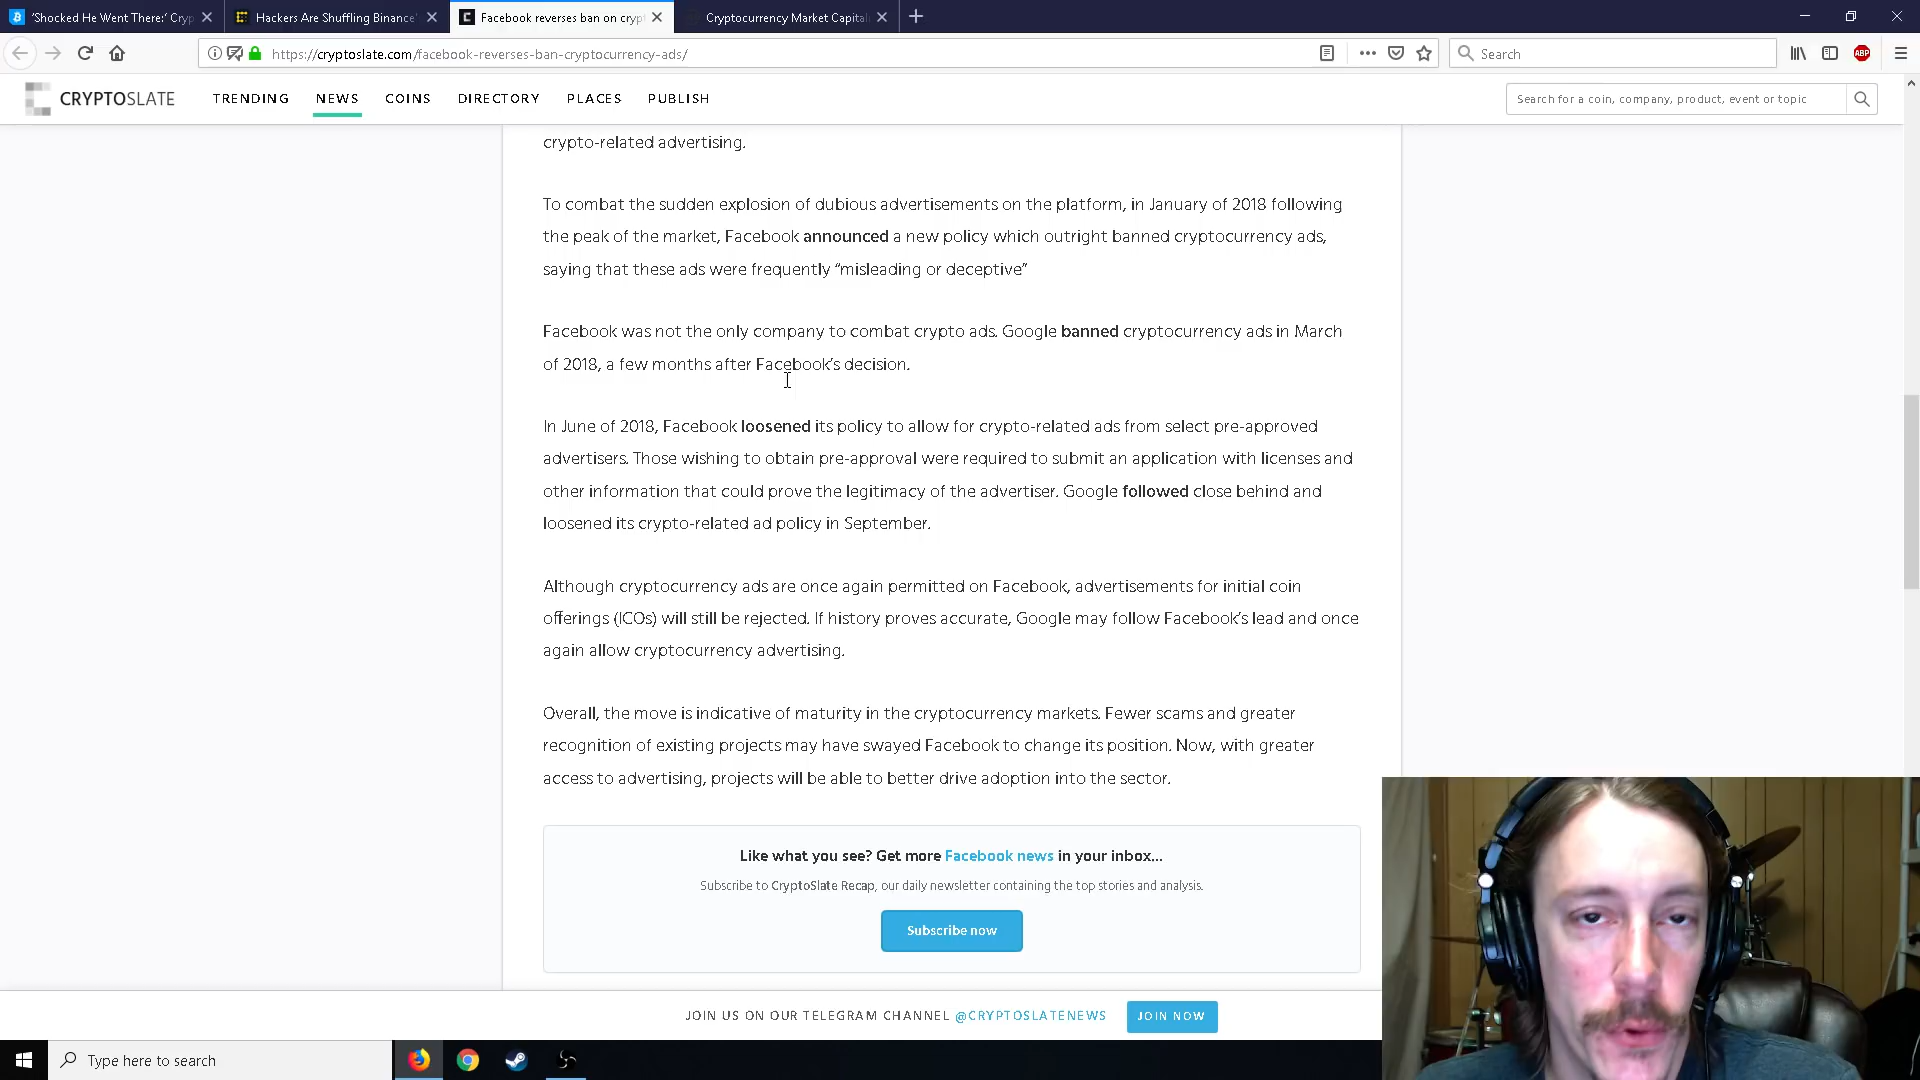 'Shocked He Went There:' Cryp
Hackers Are Shuffling Binance'
Facebook reverses ban on cryp
Cryptocurrency Market Capital
https://cryptoslate.com/facebook-reverses-ban-cryptocurrency-ads/
Search
ABP
CRYPTOSLATE
TRENDING NEWS COINS DIRECTORY PLACES PUBLISH
Search for a coin, company, product, event or topic
crypto-related advertising.
To combat the sudden explosion of dubious advertisements on the platform, in January of 2018 following
the peak of the market, Facebook announced a new policy which outright banned cryptocurrency ads,
saying that these ads were frequently “misleading or deceptive”
Facebook was not the only company to combat crypto ads. Google banned cryptocurrency ads in March
of 2018, a few months after Facebook’s decision.
In June of 2018, Facebook loosened its policy to allow for crypto-related ads from select pre-approved
advertisers. Those wishing to obtain pre-approval were required to submit an application with licenses and
other information that could prove the legitimacy of the advertiser. Google followed close behind and
loosened its crypto-related ad policy in September.
Although cryptocurrency ads are once again permitted on Facebook, advertisements for initial coin
offerings (ICOs) will still be rejected. If history proves accurate, Google may follow Facebook’s lead and once
again allow cryptocurrency advertising.
Overall, the move is indicative of maturity in the cryptocurrency markets. Fewer scams and greater
recognition of existing projects may have swayed Facebook to change its position. Now, with greater
access to advertising, projects will be able to better drive adoption into the sector.
Like what you see? Get more Facebook news in your inbox...
Subscribe to CryptoSlate Recap, our daily newsletter containing the top stories and analysis.
Subscribe now
JOIN US ON OUR TELEGRAM CHANNEL @CRYPTOSLATENEWS JOIN NOW
Type here to search